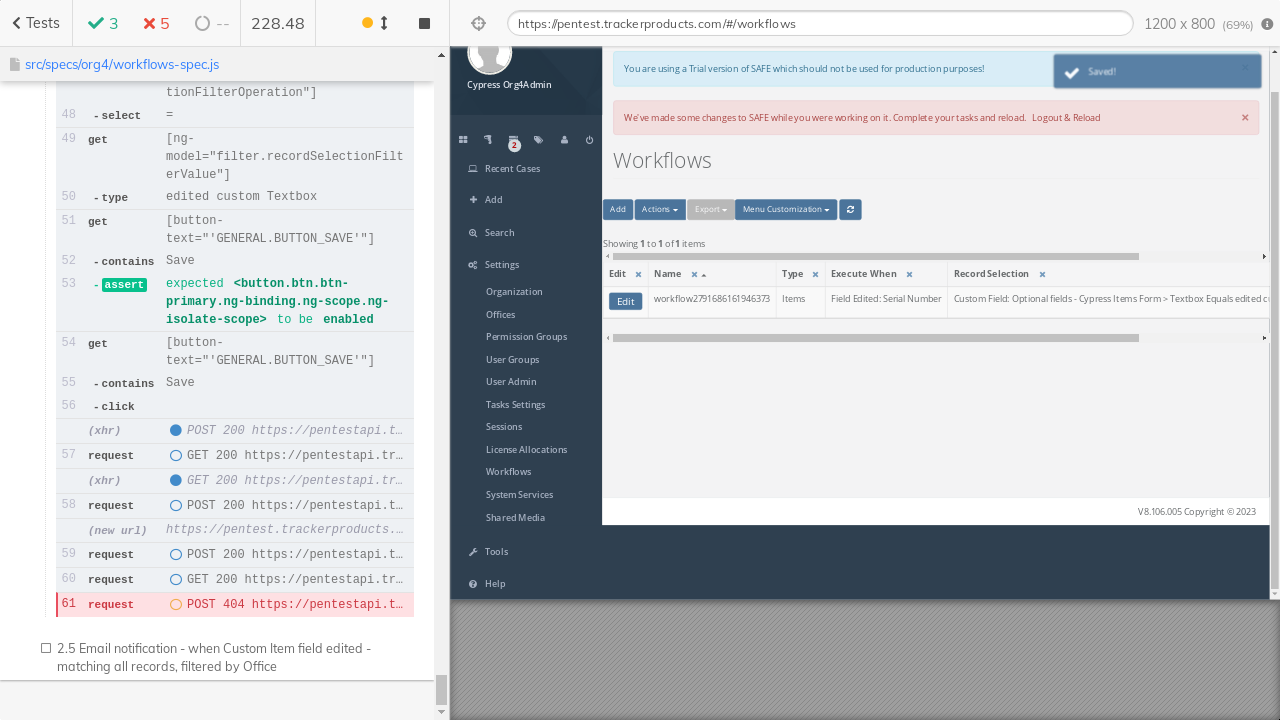 Tests
3
5
--
228.48
https://pentest.trackerproducts.com/#/workflows
1200 x 800 (69%)
src/specs/org4/workflows-spec.js
tionFilterOperation"]
48 - select =
49 get [ng-
model="filter.recordSelectionFilt
erValue"]
50 - type edited custom Textbox
51 get [button-
text="'GENERAL.BUTTON_SAVE'"]
52 - contains Save
53 - assert expected <button.btn.btn-
primary.ng-binding.ng-scope.ng-
isolate-scope> to be enabled
54 get [button-
text="'GENERAL.BUTTON_SAVE'"]
55 - contains Save
56 - click
(xhr) POST 200 https://pentestapi.t…
57 request GET 200 https://pentestapi.tr…
(xhr) GET 200 https://pentestapi.tr…
58 request POST 200 https://pentestapi.t…
(new url) https://pentest.trackerproducts.…
59 request POST 200 https://pentestapi.t…
60 request GET 200 https://pentestapi.tr…
61 request POST 404 https://pentestapi.t…
2.5 Email notification - when Custom Item field edited -
matching all records, filtered by Office
Cypress Org4Admin
2
Recent Cases
Add
Search
Settings
Organization
Offices
Permission Groups
User Groups
User Admin
Tasks Settings
Sessions
License Allocations
Workflows
System Services
Shared Media
Tools
Help
You are using a Trial version of SAFE which should not be used for production purposes!
Saved!
We've made some changes to SAFE while you were working on it. Complete your tasks and reload. Logout & Reload
Workflows
Add Actions Export Menu Customization
Showing 1 to 1 of 1 items
Edit Name Type Execute When Record Selection
Edit workflow2791686161946373 Items Field Edited: Serial Number Custom Field: Optional fields - Cypress Items Form > Textbox Equals edited
V8.106.005 Copyright © 2023